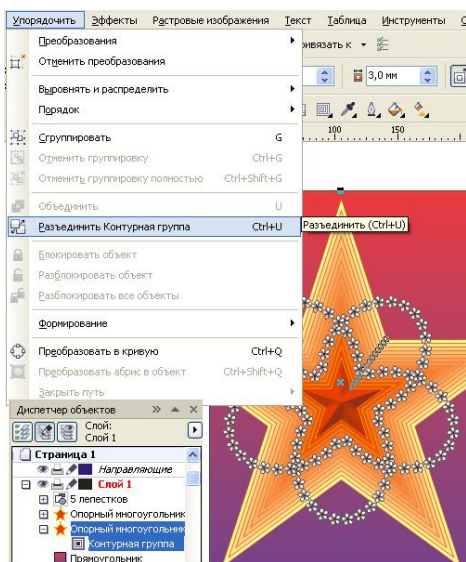 Упорядочить Эффекты Растровые изображения Текст Таблица Инструменты
Преобразования
ривязать к
Отменить преобразования
3,0 мм
Выровнять и распределить
Порядок
Сгруппировать G
100 150
Отменить группировку Ctrl+G
Отменить группировку полностью Ctrl+Shift+G
Объединить U
Разъединить Контурная группа Ctrl+U
Разъединить (Ctrl+U)
Блокировать объект
Разблокировать объект
Разблокировать все объекты
Формирование
Преобразовать в кривую Ctrl+Q
Преобразовать абрис в объект Ctrl+Shift+Q
Закрыть путь
Диспетчер объектов
Слой:
Слой 1
Страница 1
Направляющие
Слой 1
5 лепестков
Опорный многоугольник
Опорный многоугольник
Контурная группа
Прямоугольник